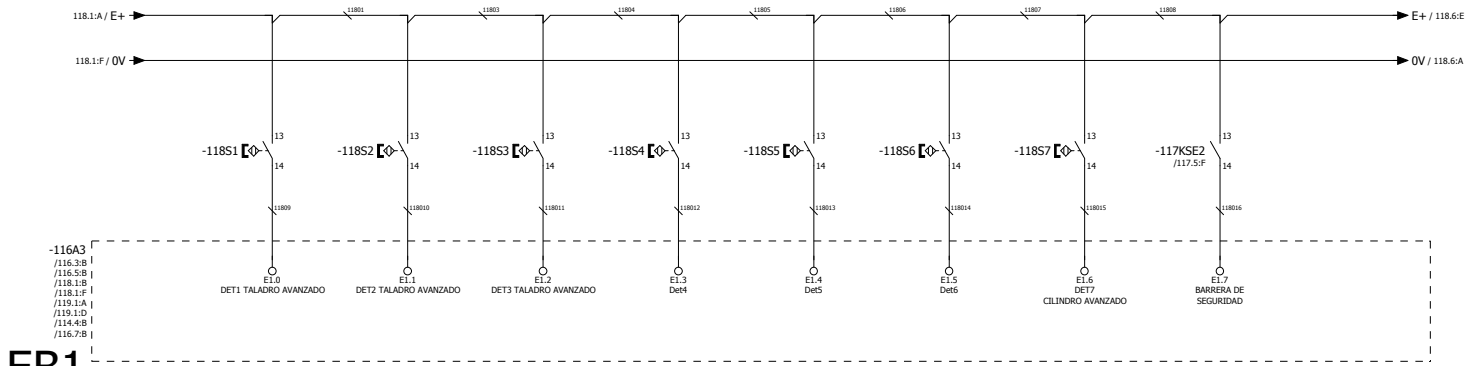 118.1:A / E+
11801
11803
11804
11805
11806
11807
11808
E+ / 118.6:E
118.1:F / 0V
0V / 118.6:A
13
13
13
13
13
13
13
13
-118S1
-118S2
-118S3
-118S4
-118S5
-118S6
-118S7
-117KSE2
/117.5:F
14
14
14
14
14
14
14
14
11809
118010
118011
118012
118013
118014
118015
118016
-116A3
/116.3:B
/116.5:B
/118.1:B
/118.1:F
/119.1:A
/119.1:D
/114.4:B
/116.7:B
E1.0
DET1 TALADRO AVANZADO
E1.1
DET2 TALADRO AVANZADO
E1.2
DET3 TALADRO AVANZADO
E1.3
Det4
E1.4
Det5
E1.5
Det6
E1.6
DET7
CILINDRO AVANZADO
E1.7
BARRERA DE
SEGURIDAD